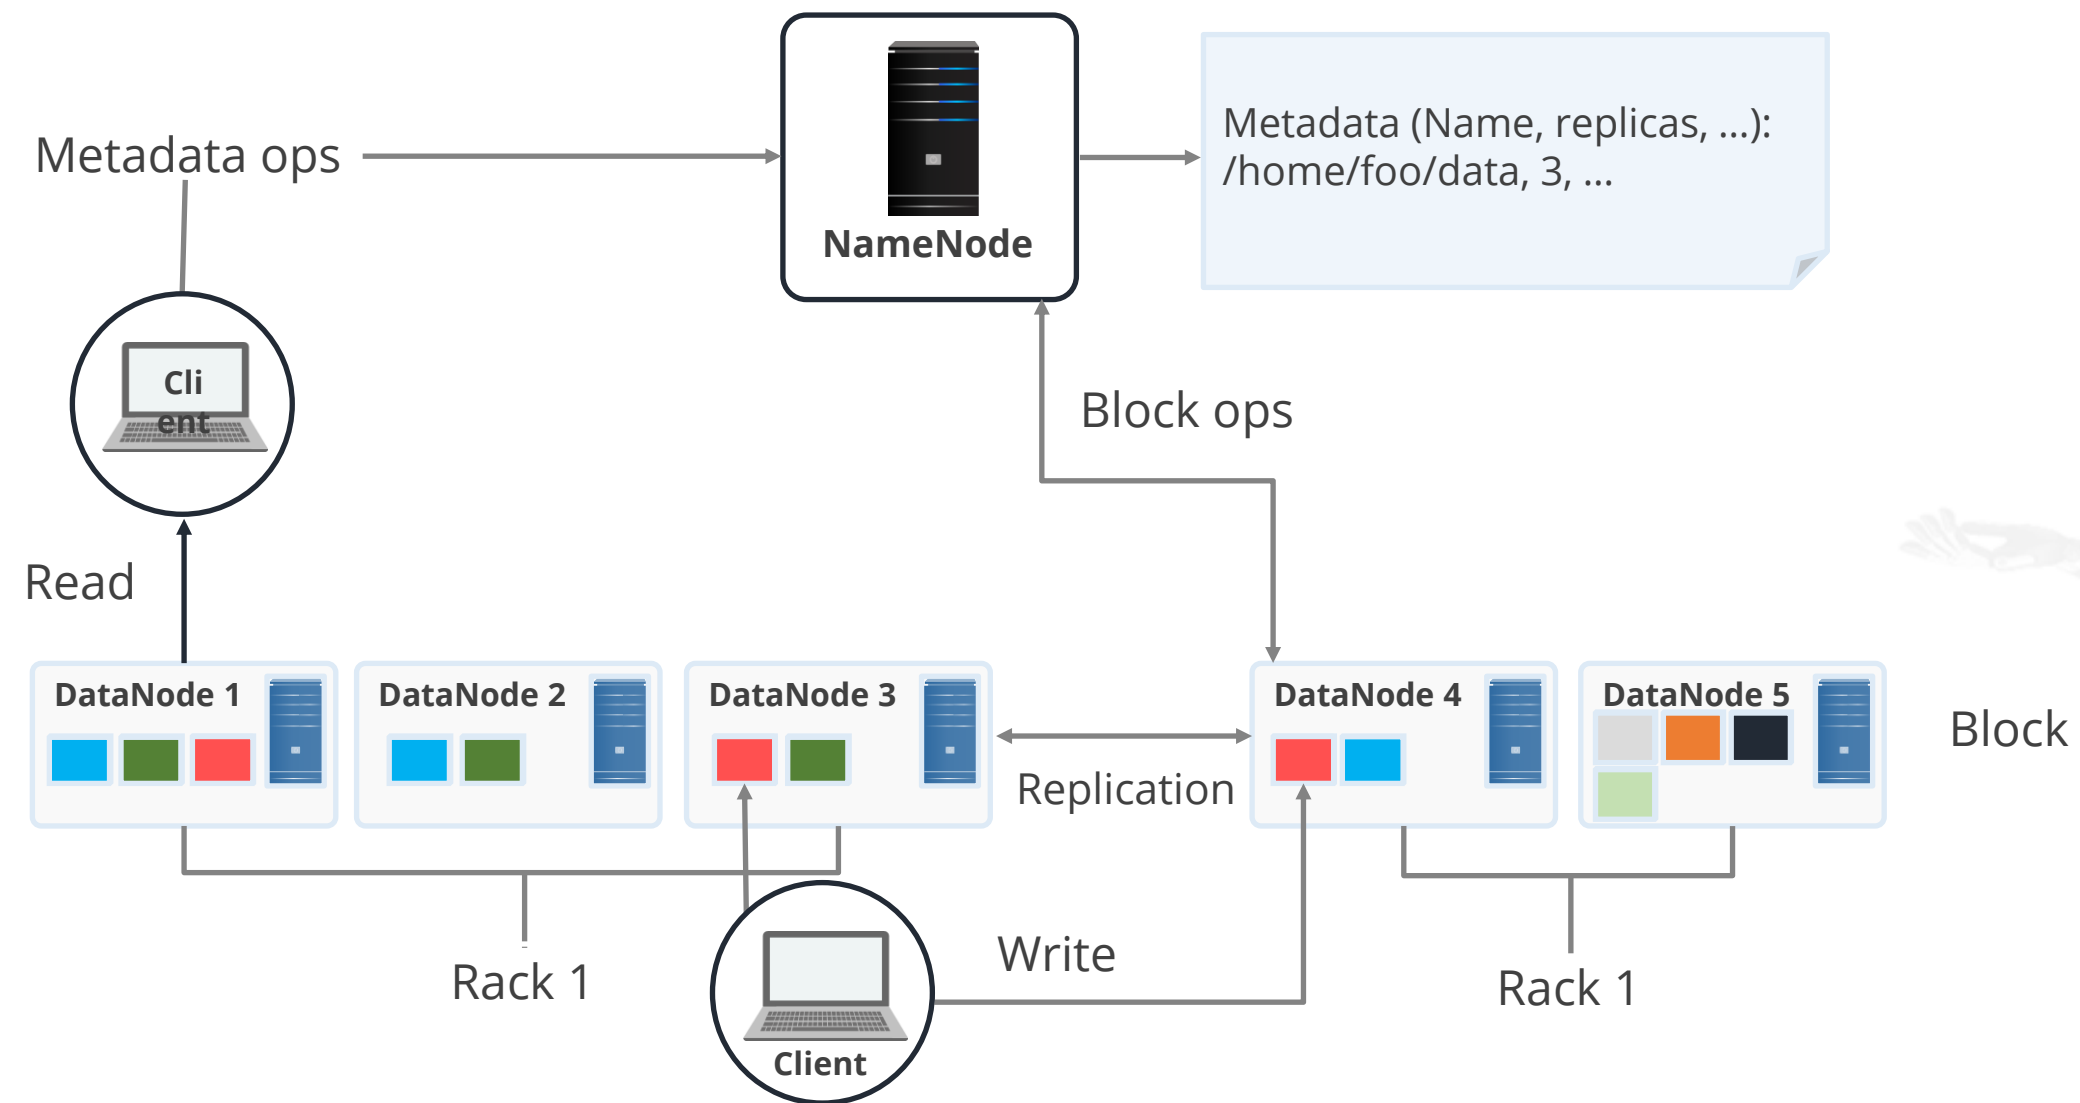 Metadata ops
NameNode
Metadata (Name, replicas, ...):
/home/foo/data, 3, ...
Cli
ent
Block ops
Read
DataNode 1
DataNode 2
DataNode 3
DataNode 4
DataNode 5
Block
Replication
Rack 1
Write
Rack 1
Client